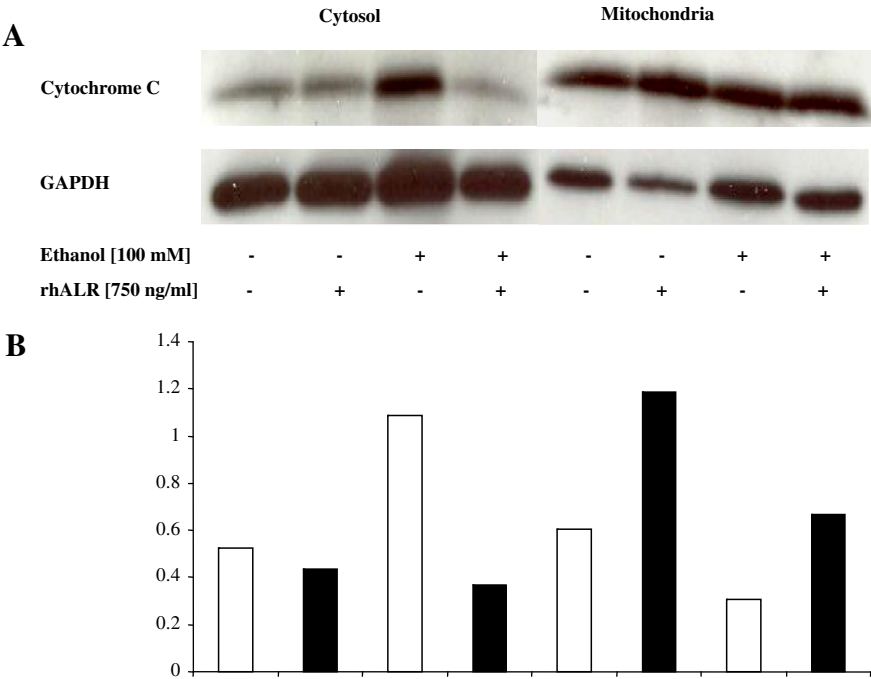 Cytosol Mitochondria
A
Cytochrome C
GAPDH
Ethanol [100 mM] - - + + - - + +
rhALR [750 ng/ml] - + - + - + - +
B
1.4
1.2
1
0.8
0.6
0.4
0.2
0